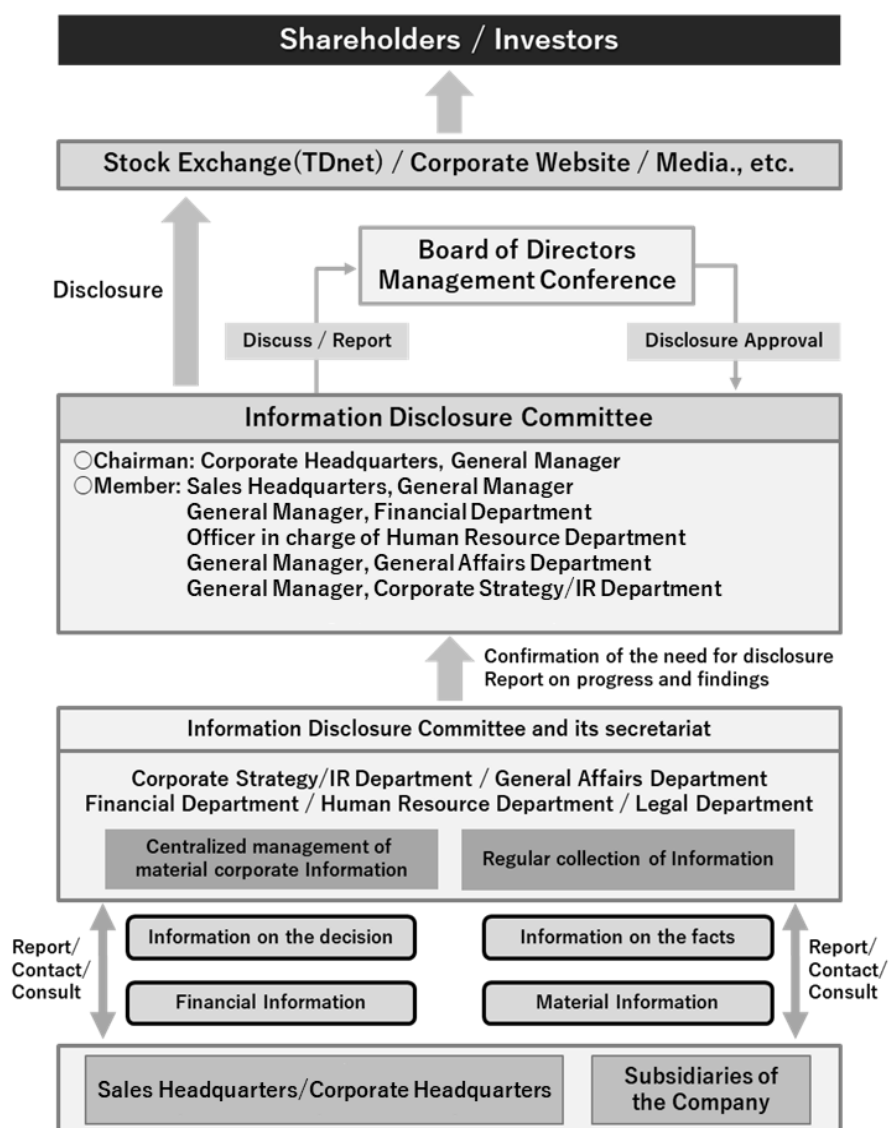 Shareholders / Investors
Stock Exchange(TDnet) / Corporate Website / Media., etc.
Disclosure
Board of Directors
Management Conference
Discuss / Report
Disclosure Approval
Information Disclosure Committee
○Chairman: Corporate Headquarters, General Manager
○Member: Sales Headquarters, General Manager
General Manager, Financial Department
Officer in charge of Human Resource Department
General Manager, General Affairs Department
General Manager, Corporate Strategy/IR Department
Confirmation of the need for disclosure
Report on progress and findings
Information Disclosure Committee and its secretariat
Corporate Strategy/IR Department / General Affairs Department
Financial Department / Human Resource Department / Legal Department
Centralized management of
material corporate Information
Regular collection of Information
Report/
Contact/
Consult
Information on the decision
Information on the facts
Financial Information
Material Information
Report/
Contact/
Consult
Sales Headquarters/Corporate Headquarters
Subsidiaries of
the Company